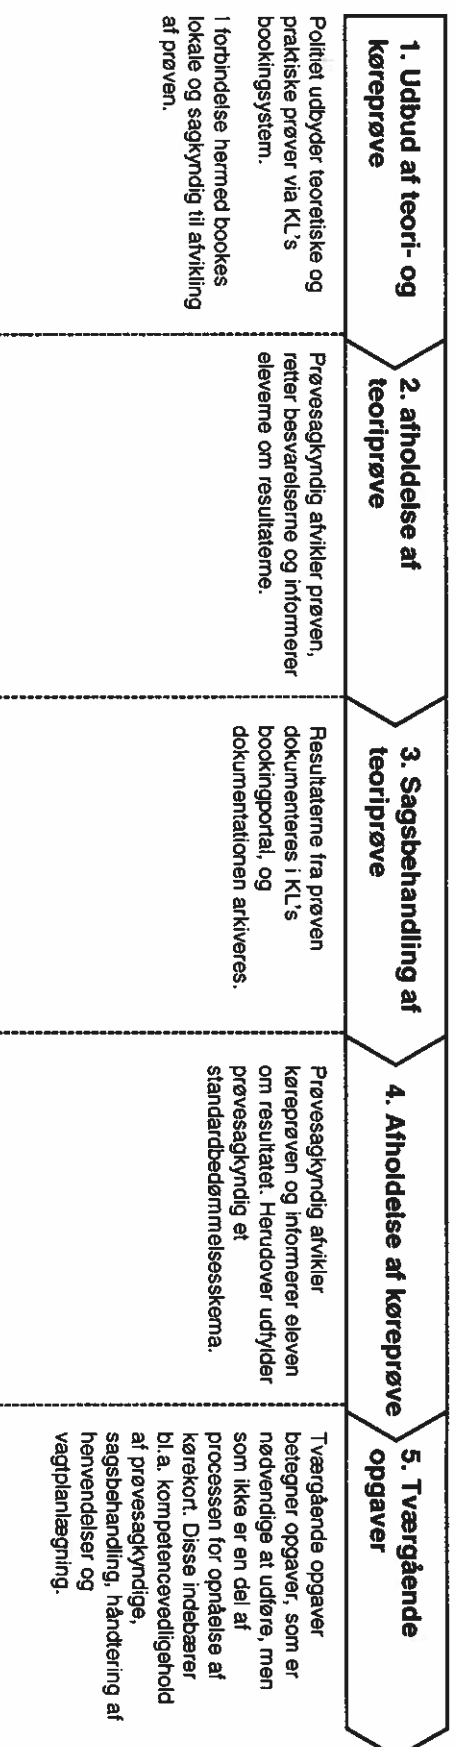 1. Udbud af teori- og
køreprøve
Politiet udbyder teoretiske og
praktiske prøver via KL's
bookingsystem.
I forbindelse hermed bookes
lokale og sagkyndig til afvikling
af prøven.
2. afholdelse af
teoriprøve
Prøvesagkyndig afvikler prøven,
retter besvarelserne og informerer
eleverne om resultaterne.
3. Sagsbehandling af
teoriprøve
Resultaterne fra prøven
dokumenteres i KL's
bookingportal, og
dokumentationen arkiveres.
4. Afholdelse af køreprøve
Prøvesagkyndig afvikler
køreprøven og informerer eleven
om resultatet. Herudover udfylder
prøvesagkyndig et
standardbedømmelsesskema.
5. Tværgående
opgaver
Tværgående opgaver
betegner opgaver, som er
nødvendige at udføre, men
som ikke er en del af
processen for opnåelse af
kørekort. Disse indebærer
bl.a. kompetencevedligehold
af prøvesagkyndige,
sagsbehandling, håndtering af
henvendelser og
vagtplanlægning.